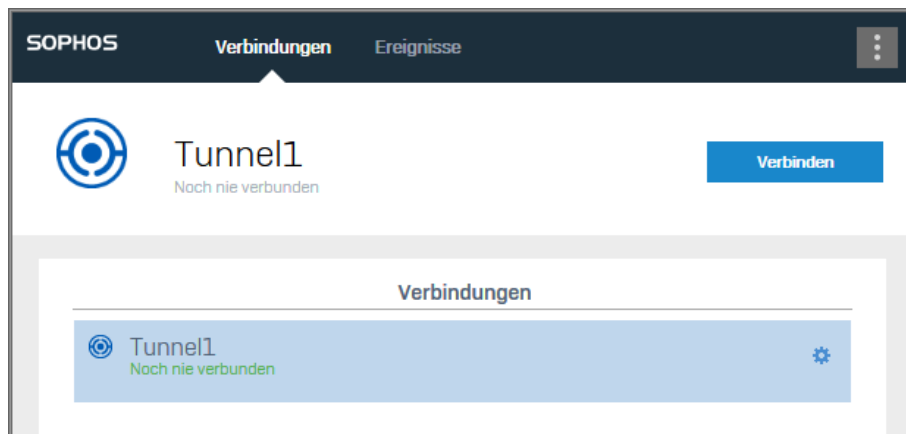 SOPHOS
Verbindungen
Ereignisse
Tunnel1
Noch nie verbunden
Verbinden
Verbindungen
Tunnel1
Noch nie verbunden